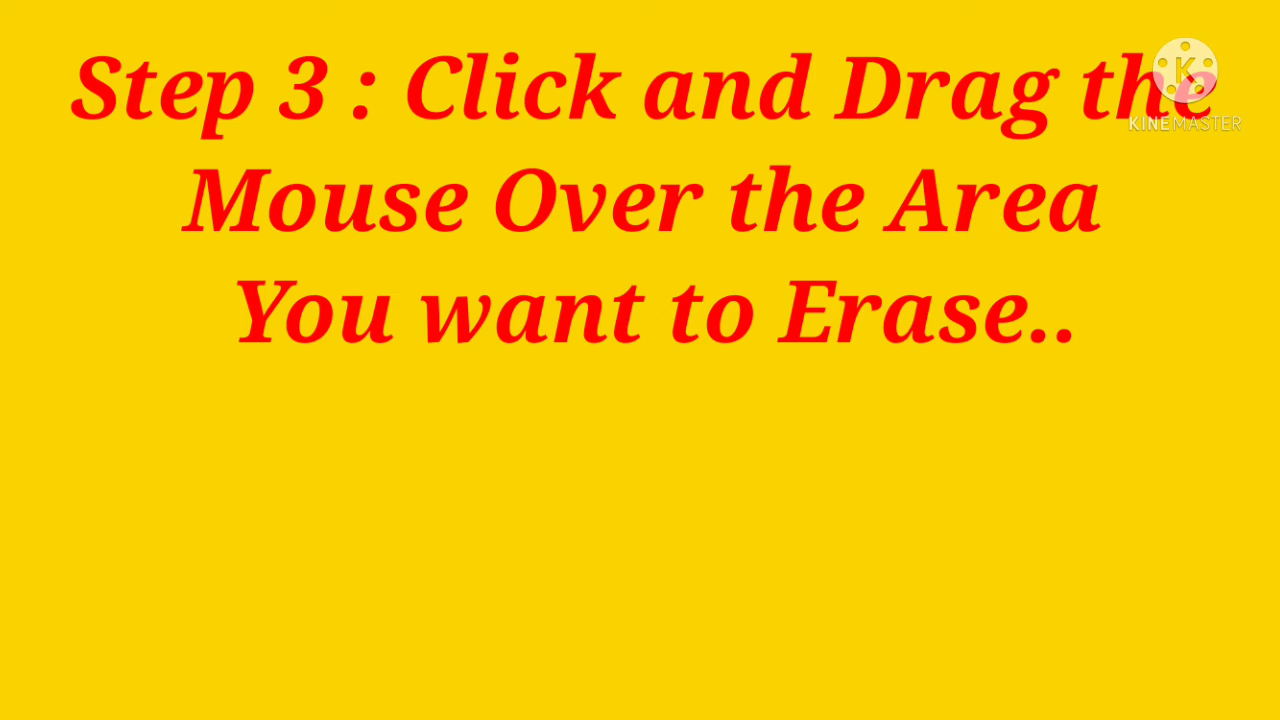 Step 3 : Click and Drag the
Mouse Over the Area
You want to Erase..
K
KINEMASTER